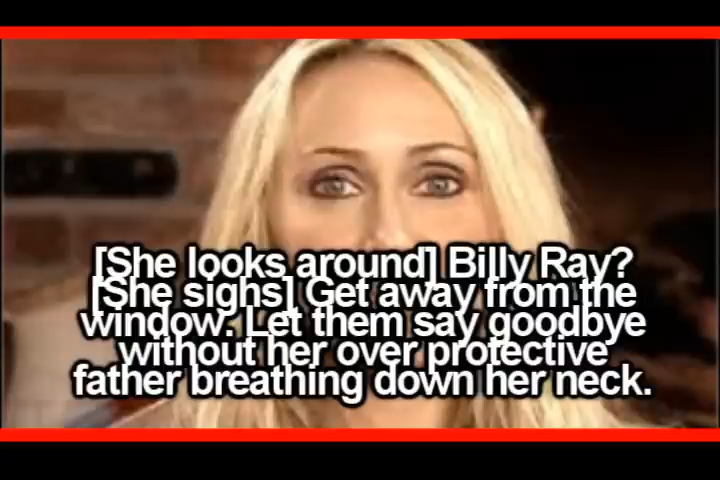 [She looks around] Billy Ray?
[She sighs] Get away from the
window. Let them say goodbye
without her over protective
father breathing down her neck.